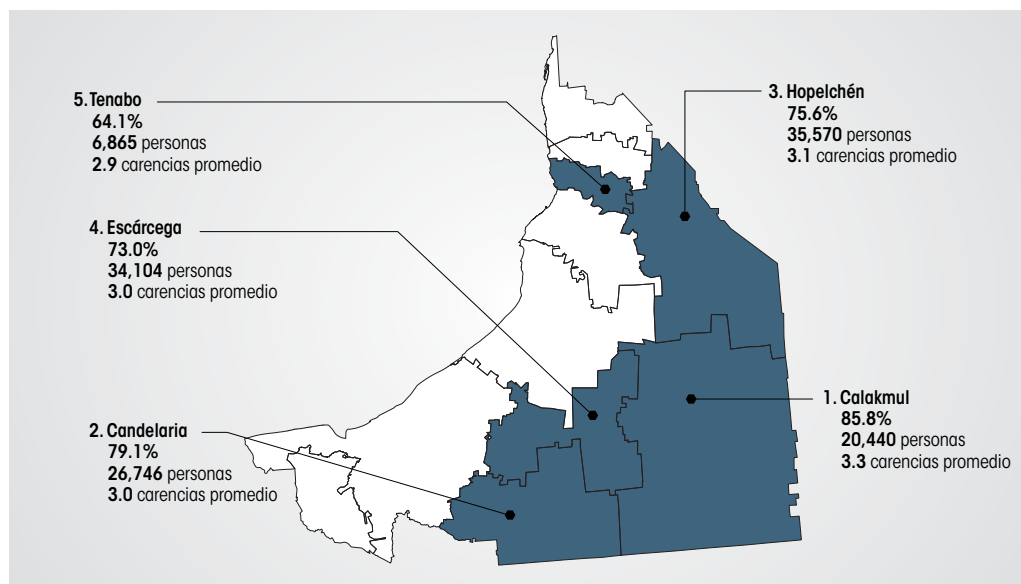 5. Tenabo
64.1%
6,865 personas
2.9 carencias promedio
3. Hopelchén
75.6%
35,570 personas
3.1 carencias promedio
4. Escárcega
73.0%
34,104 personas
3.0 carencias promedio
1. Calakmul
85.8%
20,440 personas
3.3 carencias promedio
2. Candelaria
79.1%
26,746 personas
3.0 carencias promedio